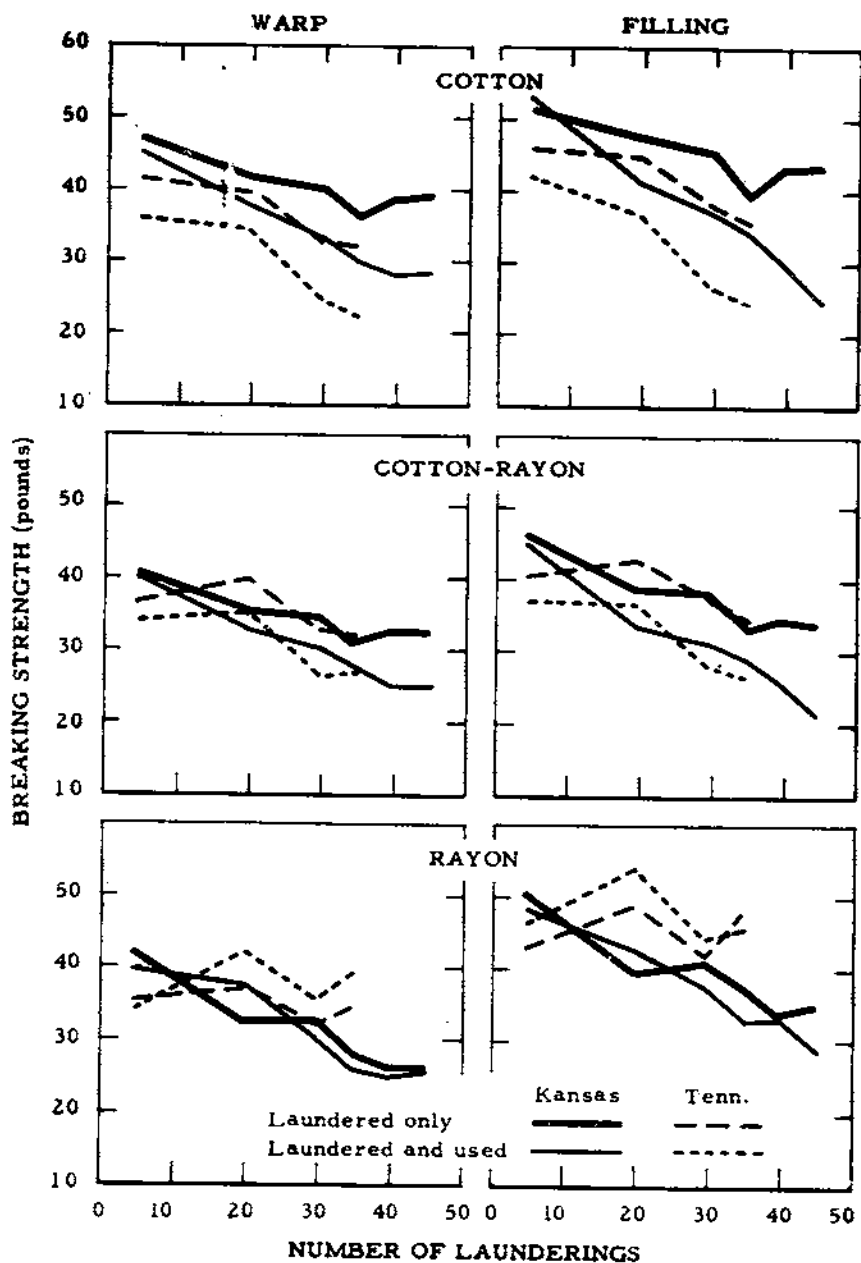 WARP FILLING
60
COTTON
50
40
30
20
10
COTTON-RAYON
50
40
30
20
10
BREAKING STRENGTH (pounds)
RAYON
50
40
30
20
10
Kansas Tenn.
Laundered only
Laundered and used
0 10 20 30 40 50 0 10 20 30 40 50
NUMBER OF LAUNDERINGS